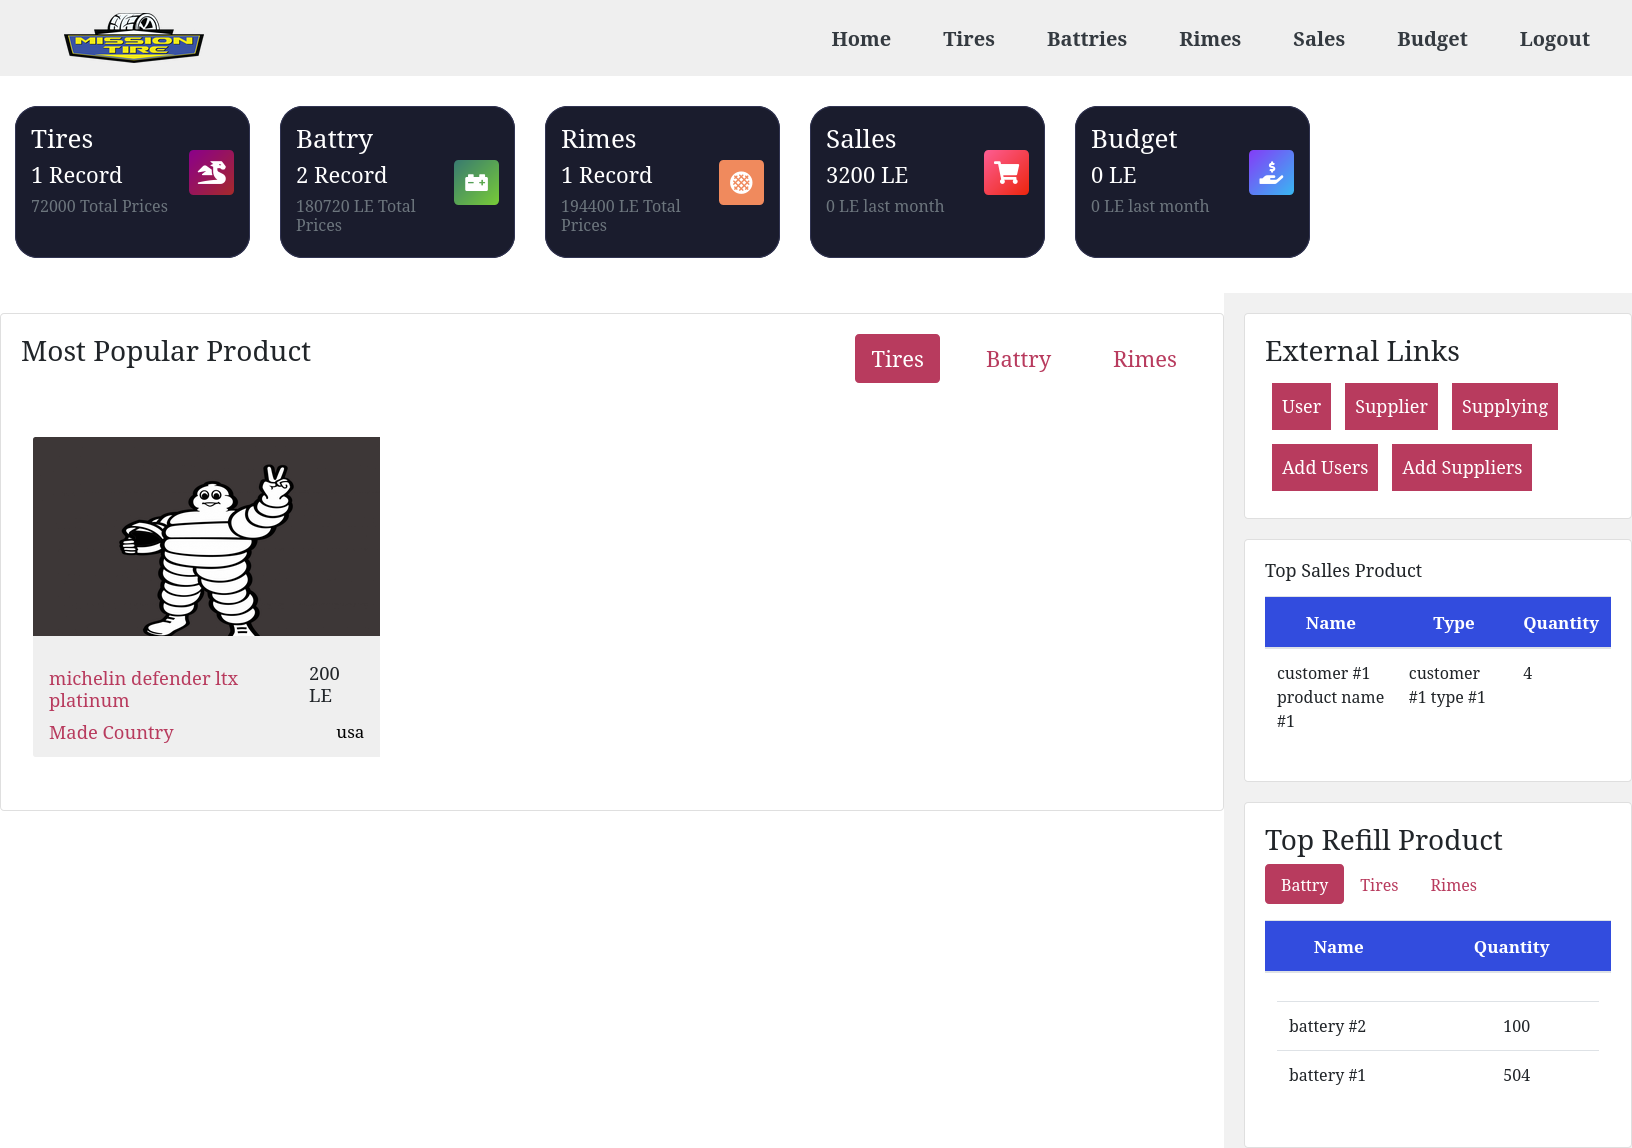 MISSION
TIRE
Home Tires Battries Rimes Sales Budget Logout
Tires
1 Record
72000 Total Prices
Battry
2 Record
180720 LE Total
Prices
Rimes
1 Record
194400 LE Total
Prices
Salles
3200 LE
0 LE last month
Budget
0 LE
0 LE last month
Most Popular Product
Tires Battry Rimes
michelin defender ltx
platinum
200
LE
Made Country usa
External Links
User Supplier Supplying
Add Users Add Suppliers
Top Salles Product
Name Type Quantity
customer #1
product name
#1
customer
#1 type #1
4
Top Refill Product
Battry Tires Rimes
Name Quantity
battery #2 100
battery #1 504